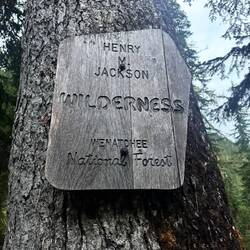 HENRY
M.
JACKSON
WILDERNESS
WENATCHEE
National Forest